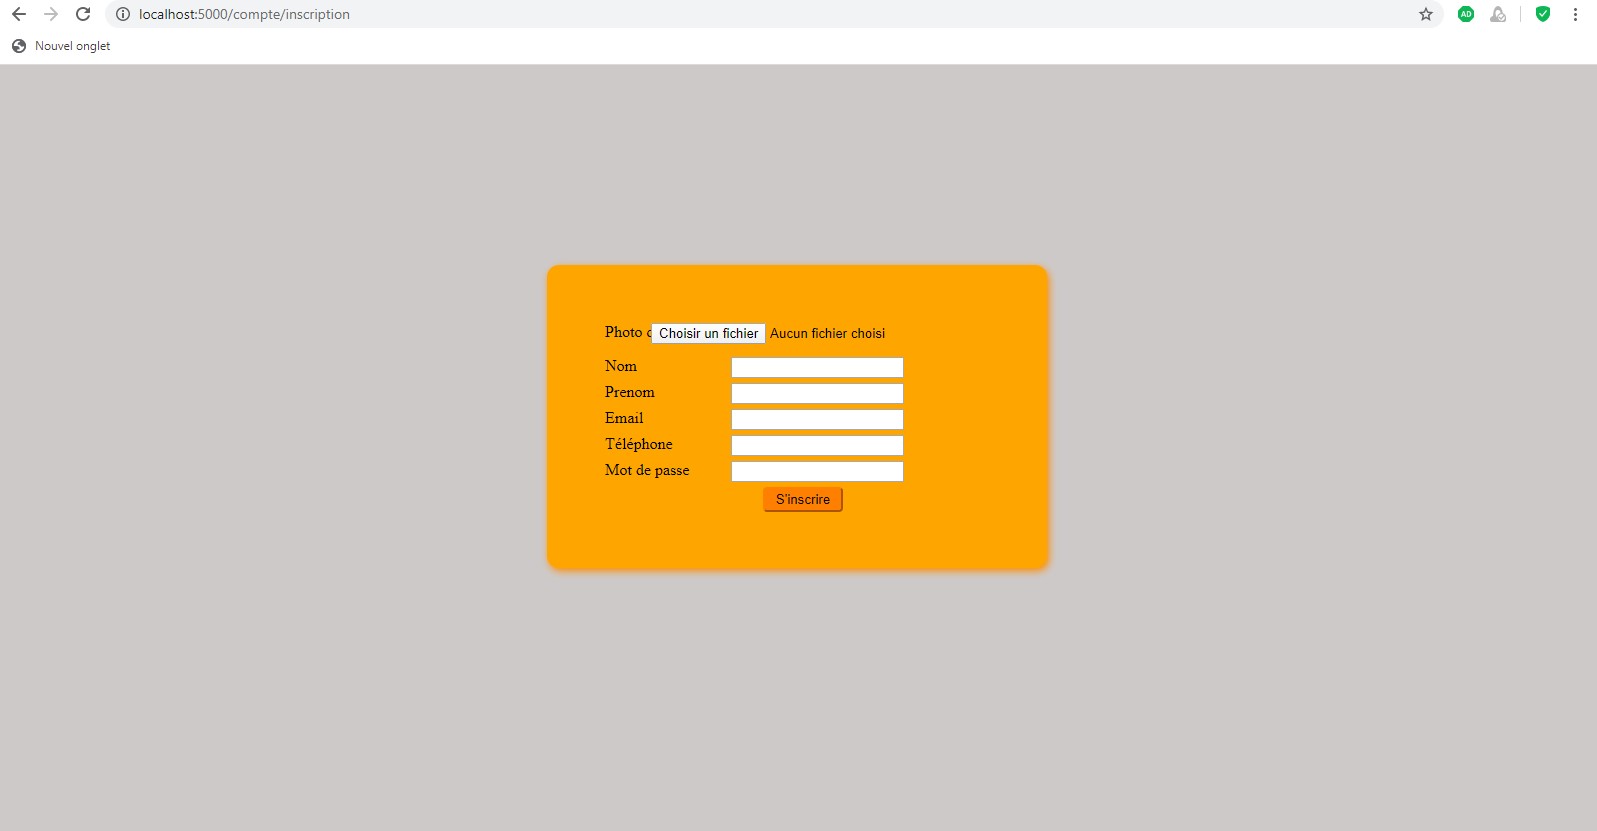 localhost:5000/compte/inscription
AD
Nouvel onglet
Photo Choisir un fichier Aucun fichier choisi
Nom
Prenom
Email
Téléphone
Mot de passe
S'inscrire